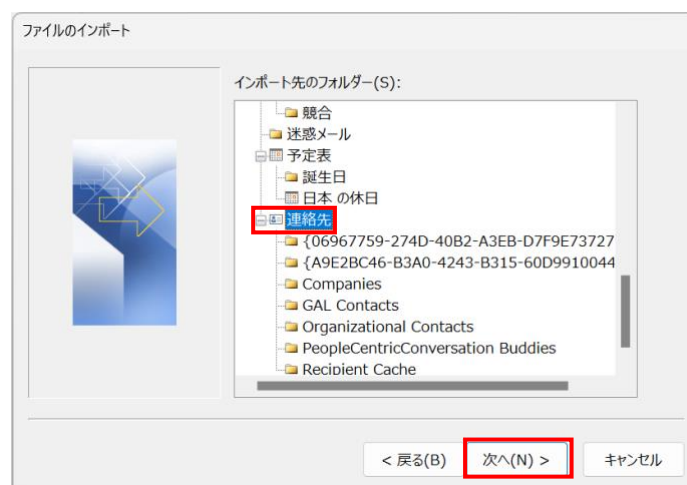 ファイルのインポート
インポート先のフォルダー(S):
競合
迷惑メール
予定表
誕生日
日本 の休日
連絡先
{06967759-274D-40B2-A3EB-D7F9E73727
{A9E2BC46-B3A0-4243-B315-60D9910044
Companies
GAL Contacts
Organizational Contacts
PeopleCentricConversation Buddies
Recipient Cache
< 戻る(B) 次へ(N) > キャンセル